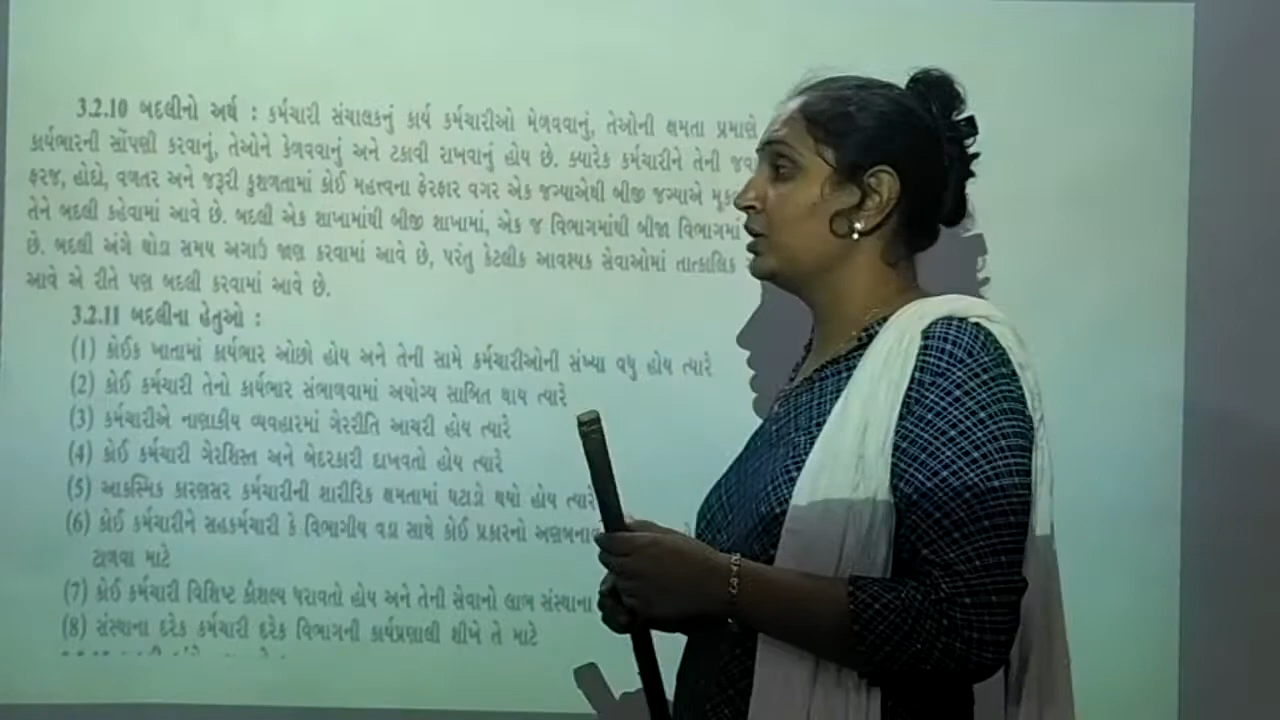 3.2.10 બદલીનો અર્થ : કર્મચારી સંચાલકનું કાર્ય કર્મચારીઓ મેળવવાનું, તેઓની ક્ષમતા પ્રમાણે
કાર્યભારની સોંપણી કરવાનું, તેઓને કેળવવાનું અને ટકાવી રાખવાનું હોય છે. ક્યારેક કર્મચારીને તેની
ફરજ, હોદ્દો, વળતર અને જરૂરી કુશળતામાં કોઈ મહત્ત્વના ફેરફાર વગર એક જગ્યાએથી બીજી જગ્યાએ
તેને બદલી કહેવામાં આવે છે. બદલી એક શાખામાંથી બીજી શાખામાં, એક જ વિભાગમાંથી બીજા વિભાગમાં
છે. બદલી અંગે થોડા સમય અગાઉ જાણ કરવામાં આવે છે, પરંતુ કેટલીક આવશ્યક સેવાઓમાં તાત્કાલિક
આવે એ રીતે પણ બદલી કરવામાં આવે છે.
3.2.11 બદલીના હેતુઓ :
(1) કોઈક ખાતામાં કાર્યભાર ઓછો હોય અને તેની સામે કર્મચારીઓની સંખ્યા વધુ હોય ત્યારે
(2) કોઈ કર્મચારી તેનો કાર્યભાર સંભાળવામાં અયોગ્ય સાબિત થાય ત્યારે
(3) કર્મચારીએ નાણાકીય વ્યવહારમાં ગેરરીતિ આચરી હોય ત્યારે
(4) કોઈ કર્મચારી ગેરશિસ્ત અને બેદરકારી દાખવતો હોય ત્યારે
(5) આકસ્મિક કારણસર કર્મચારીની શારીરિક ક્ષમતામાં ઘટાડો થયો હોય ત્યારે
(6) કોઈ કર્મચારીને સહકર્મચારી કે વિભાગીય વડા સાથે કોઈ પ્રકારનો
ટાળવા માટે
(7) કોઈ કર્મચારી વિશિષ્ટ કૌશલ્ય ધરાવતો હોય અને તેની સેવાનો લાભ સંસ્થાના
(8) સંસ્થાના દરેક કર્મચારી દરેક વિભાગની કાર્યપ્રણાલી શીખે તે માટે